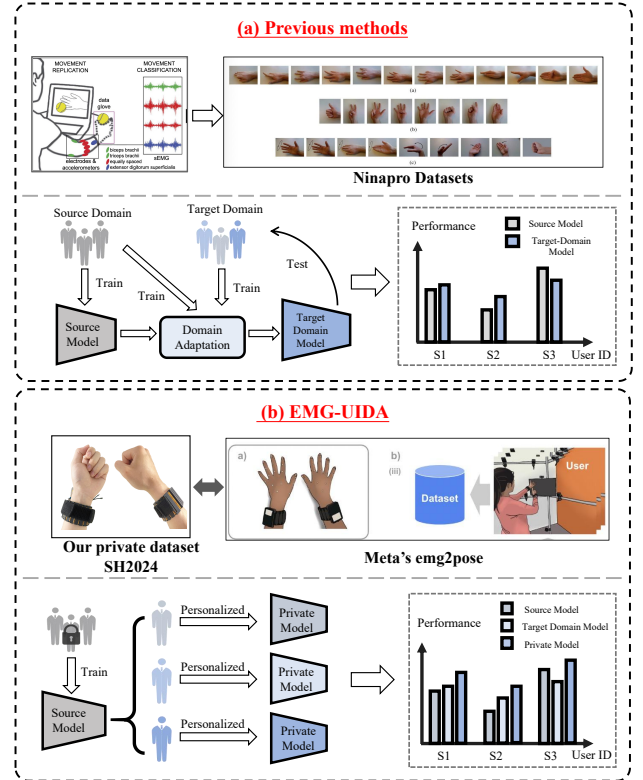 (a) Previous methods
MOVEMENT
REPLICATION
MOVEMENT
CLASSIFICATION
data
glove
biceps brachii
triceps brachii
equally spaced
extensor digitorum superficialis
electrodes &
accelerometers
sEMG
(a)
(b)
(c)
Ninapro Datasets
Source Domain
Target Domain
Train
Train
Train
Test
Source
Model
Domain
Adaptation
Target
Domain
Model
Performance
Source Model
Target-Domain
Model
S1
S2
S3
User ID
(b) EMG-UIDA
Our private dataset
SH2024
a)
b)
(iii)
Dataset
User
Meta's emg2pose
Train
Source
Model
Personalized
Private
Model
Personalized
Private
Model
Personalized
Private
Model
Performance
Source Model
Target Domain Model
Private Model
S1
S2
S3
User ID